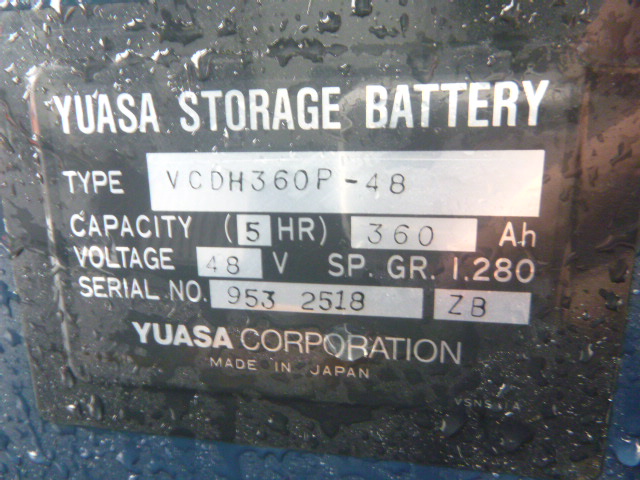 YUASA STORAGE BATTERY
TYPE VCDH360P-48
CAPACITY (5 HR) 360 Ah
VOLTAGE 48 V SP. GR. 1.280
SERIAL NO. 953 2518 ZB
YUASA CORPORATION
MADE IN JAPAN